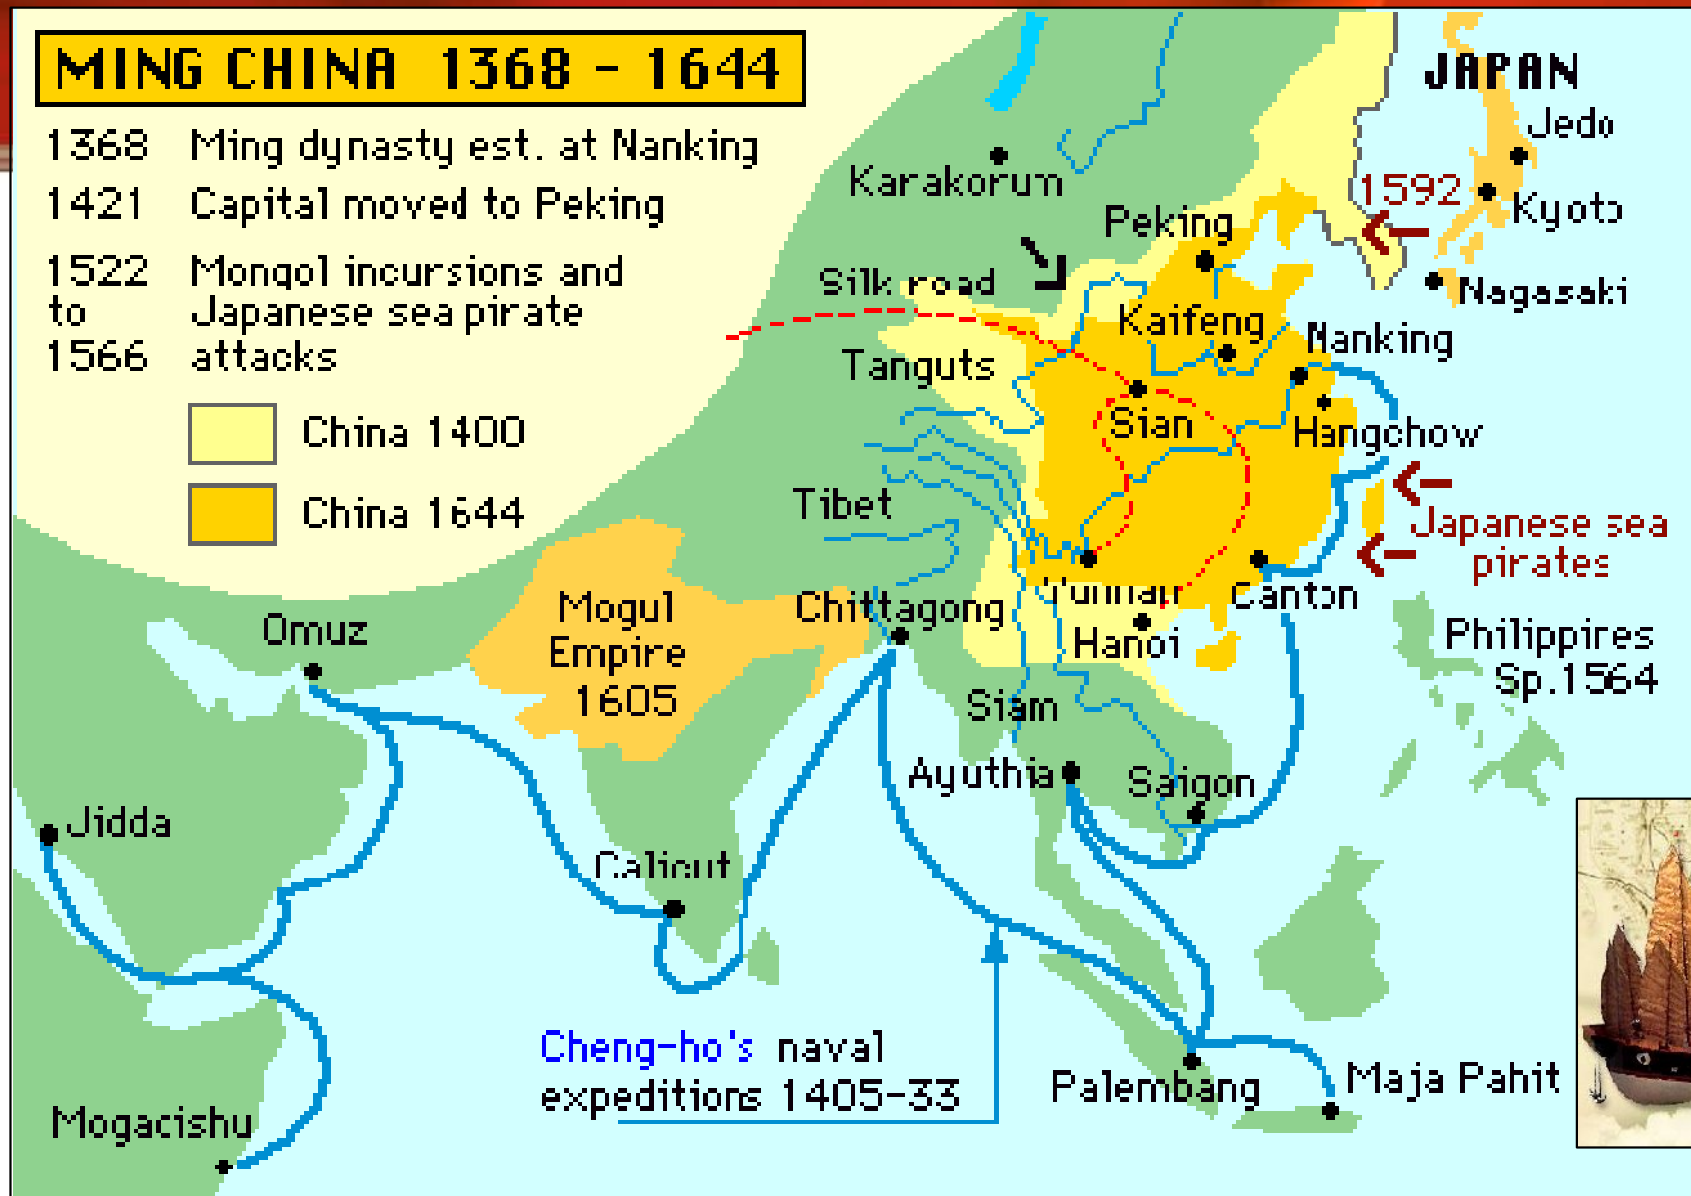 MING CHINA 1368 - 1644
1368 Ming dynasty est. at Nanking
1421 Capital moved to Peking
1522 Mongol incursions and
to Japanese sea pirate
1566 attacks
China 1400
China 1644
JAPAN
Jedo
Karakorum
1592
Kyoto
Peking
Silk road
Nagasaki
Kaifeng
Nanking
Tanguts
Sian
Hangchow
Tibet
Japanese sea
pirates
Yunnan
Canton
Mogul
Empire
1605
Chittagong
Omuz
Hanoi
Philippires
Sp.1564
Siam
Ayuthia
Saigon
Jidda
Calicut
Cheng-ho's naval
expeditions 1405-33
Palembang
Maja Pahit
Mogacishu